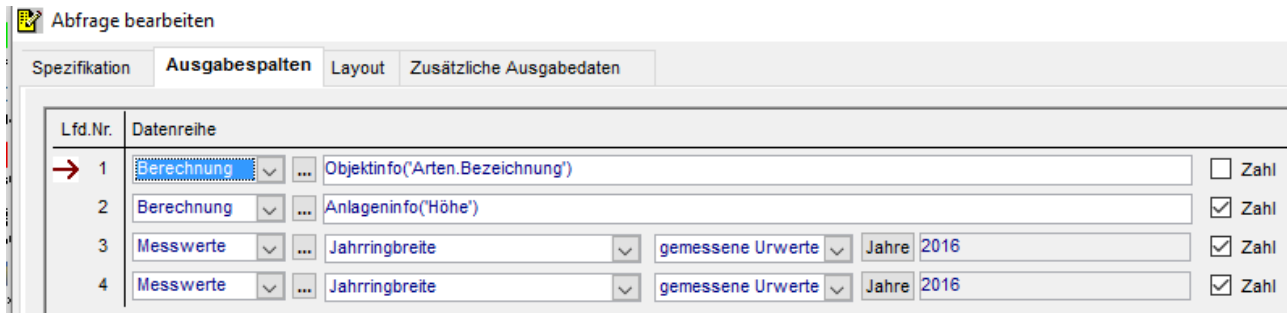 Abfrage bearbeiten
Spezifikation Ausgabespalten Layout Zusätzliche Ausgabedaten
Lfd.Nr. Datenreihe
1 Berechnung ... Objektinfo('Arten.Bezeichnung') Zahl
2 Berechnung ... Anlageninfo('Höhe') Zahl
3 Messwerte ... Jahrringbreite gemessene Urwerte Jahre 2016 Zahl
4 Messwerte ... Jahrringbreite gemessene Urwerte Jahre 2016 Zahl